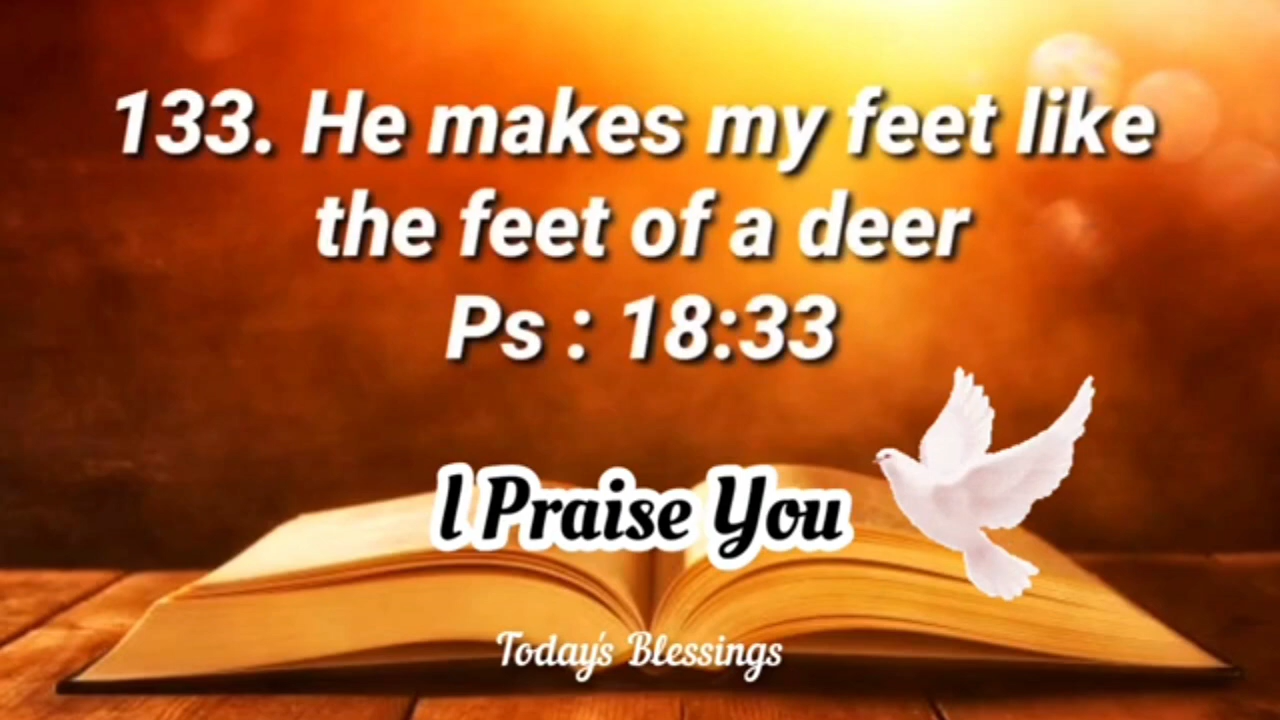 133. He makes my feet like
the feet of a deer
Ps : 18:33
I Praise You
Today's Blessings